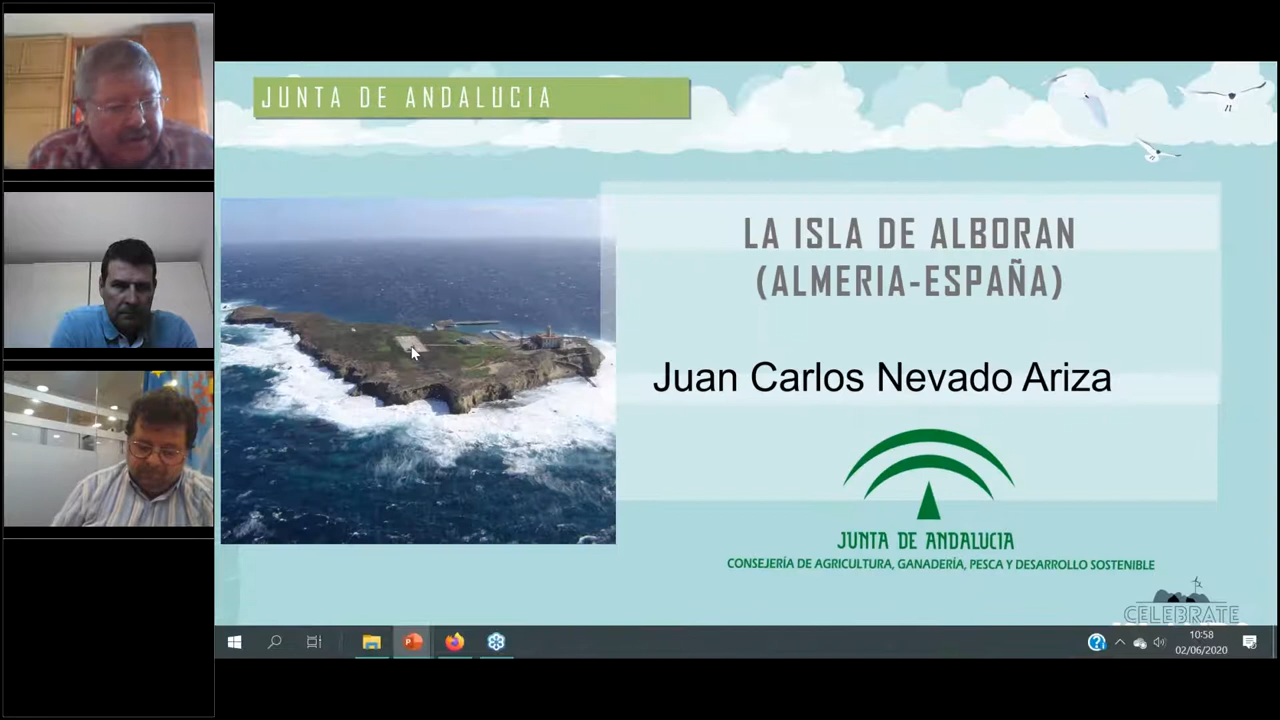 JUNTA DE ANDALUCIA
LA ISLA DE ALBORAN
(ALMERIA-ESPAÑA)
Juan Carlos Nevado Ariza
JUNTA DE ANDALUCIA
CONSEJERÍA DE AGRICULTURA, GANADERÍA, PESCA Y DESARROLLO SOSTENIBLE
CELEBRATE
10:58
02/06/2020